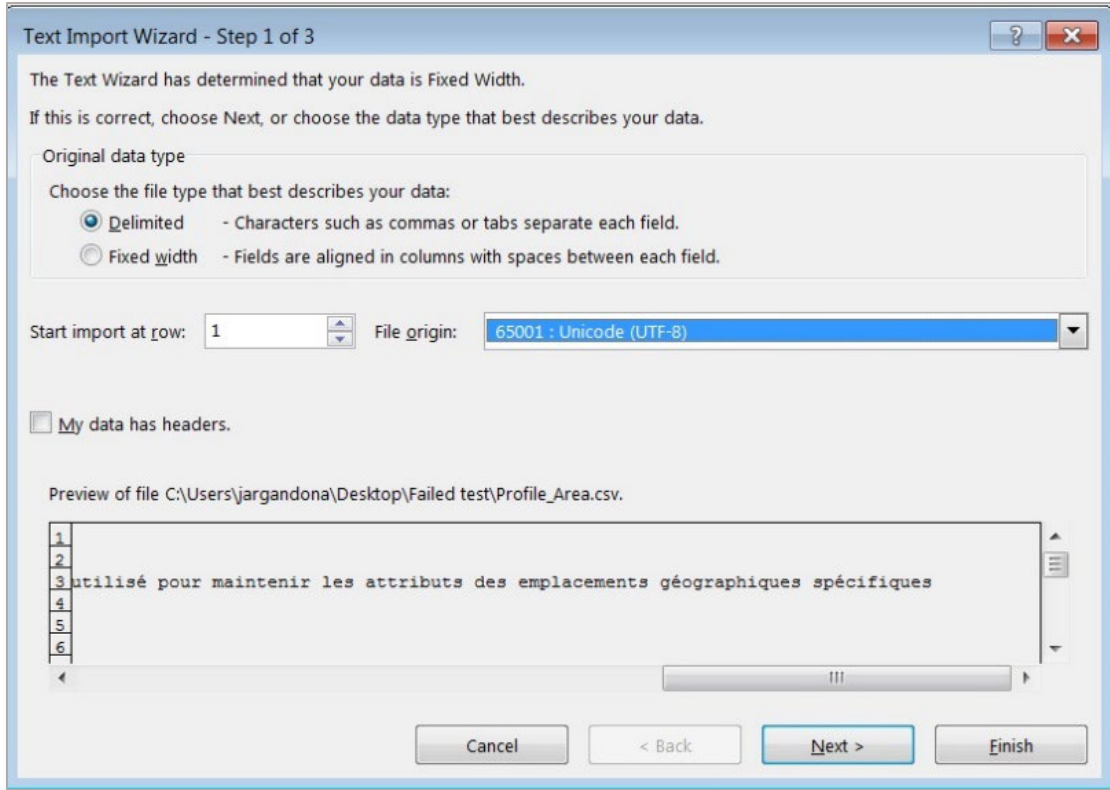 Text Import Wizard - Step 1 of 3
The Text Wizard has determined that your data is Fixed Width.
If this is correct, choose Next, or choose the data type that best describes your data.
Original data type
Choose the file type that best describes your data:
Delimited - Characters such as commas or tabs separate each field.
Fixed width - Fields are aligned in columns with spaces between each field.
Start import at row: 1 File origin: 65001 : Unicode (UTF-8)
My data has headers.
Preview of file C:\Users\jargandona\Desktop\Failed test\Profile_Area.csv.
1
2
3 utilisé pour maintenir les attributs des emplacements géographiques spécifiques
4
5
6
Cancel < Back Next > Finish